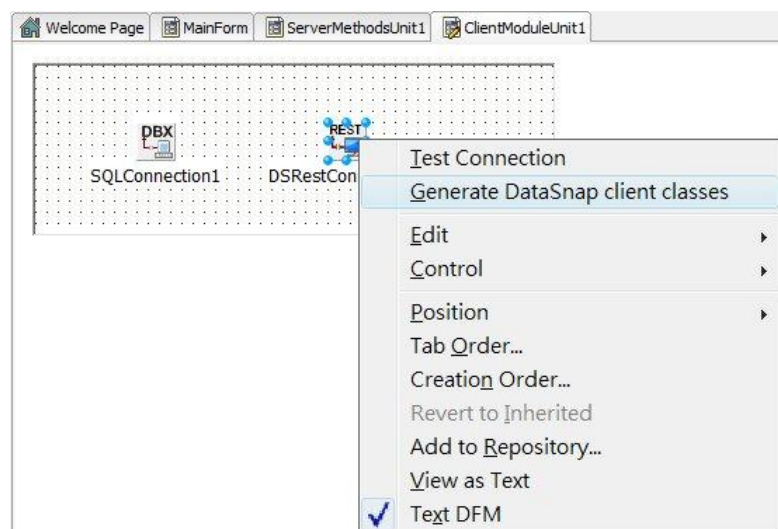 Welcome Page MainForm ServerMethodsUnit1 ClientModuleUnit1
DBX REST
SQLConnection1 DSRestCon
Test Connection
Generate DataSnap client classes
Edit
Control
Position
Tab Order...
Creation Order...
Revert to Inherited
Add to Repository...
View as Text
Text DFM